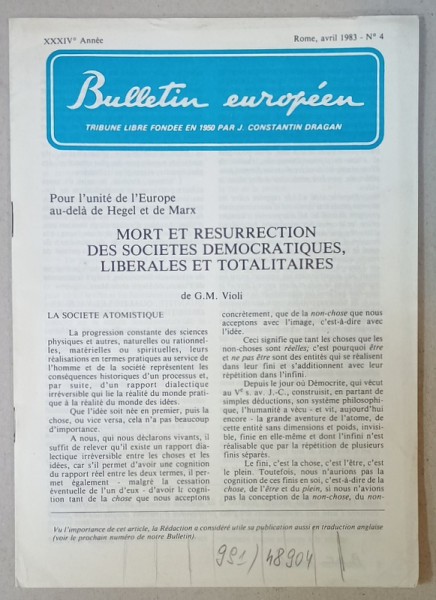 XXXIVe Année
Rome, avril 1983 - N° 4
Bulletin européen
TRIBUNE LIBRE FONDEE EN 1950 PAR J. CONSTANTIN DRAGAN
Pour l'unité de l'Europe
au-delà de Hegel et de Marx
MORT ET RESURRECTION
DES SOCIETES DEMOCRATIQUES,
LIBERALES ET TOTALITAIRES
de G.M. Violi
LA SOCIETE ATOMISTIQUE
La progression constante des sciences
physiques et autres, naturelles ou rationnel-
les, matérielles ou spirituelles, leurs
réalisations en termes pratiques au service de
l'homme et de la société représentent les
conséquences historiques d'un processus et,
par suite, d'un rapport dialectique
irréversible qui lie la réalité du monde prati-
que à la réalité du monde des idées.
Que l'idée soit née en premier, puis la
chose, ou vice versa, cela n'a pas beaucoup
d'importance.
A nous, qui nous déclarons vivants, il
suffit de relever qu'il existe un rapport dia-
lectique irréversible entre les choses et les
idées, car s'il permet d'avoir une cognition
du rapport réel entre les deux termes, il per-
met également - malgré la cessation
éventuelle de l'un d'eux - d'avoir la cogni-
tion tant de la chose que nous acceptons
concrètement, que de la non-chose que nous
acceptons avec l'image, c'est-à-dire avec
l'idée.
Ceci signifie que tant les choses que les
non-choses sont réelles, c'est pourquoi être
et ne pas être sont des entités qui se réalisent
dans leur fini et s'additionnent avec leur
répétition dans l'infini.
Depuis le jour où Démocrite, qui vécut
au Ve s. av. J.-C., construisit, en partant de
simples déductions, son système philosophi-
que, l'humanité a vécu - et vit, aujourd'hui
encore - la grande aventure de l'atome, de
cette entité sans dimensions et poids, invisi-
ble, finie en elle-même et dont l'infini n'est
réalisable que par la répétition de plusieurs
finis séparés.
Le fini, c'est la chose, c'est l'être, c'est
le plein. Toutefois, nous n'aurions pas la
cognition de ces finis en soi, c'est-à-dire de la
chose, de l'être et du plein, si nous n'avions
pas la conception de la non-chose, du non-
Vu l'importance de cet article, la Rédaction a considéré utile sa publication aussi en traduction anglaise
(voir le prochain numéro de notre Bulletin).
991/48904